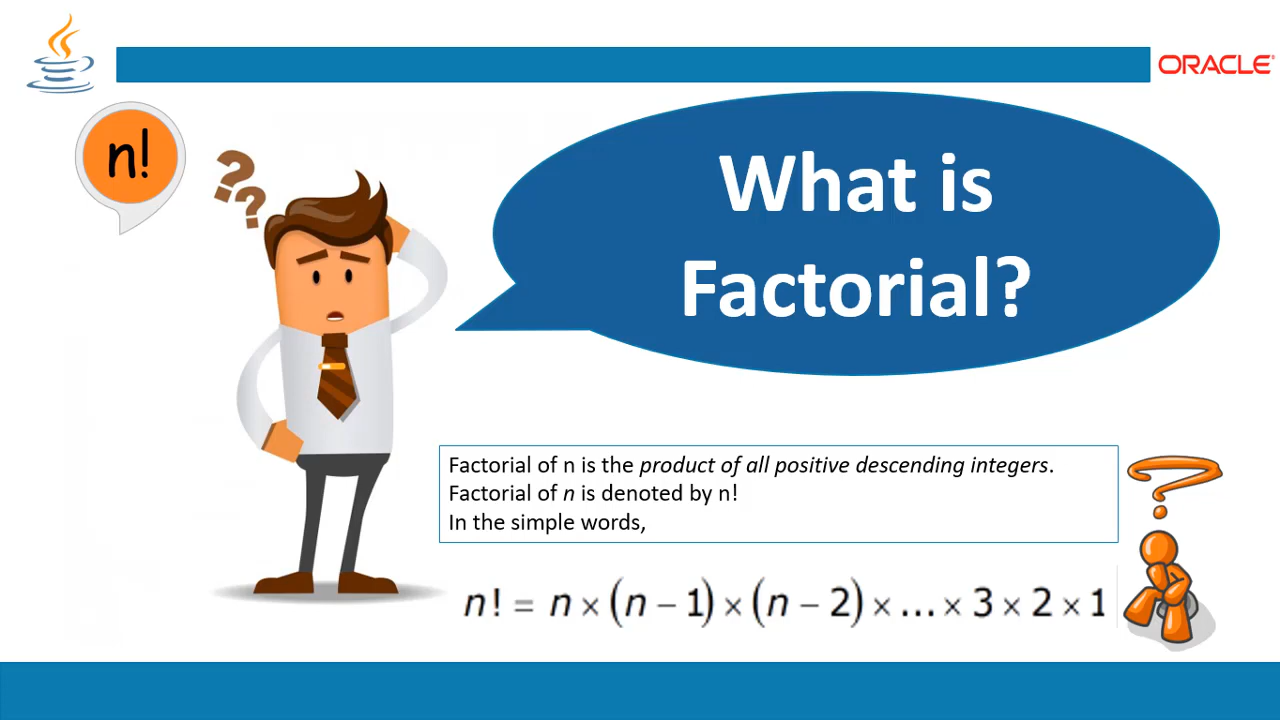 ORACLE
n!
??
What is
Factorial?
Factorial of n is the product of all positive descending integers.
Factorial of n is denoted by n!
In the simple words,
n! = n × (n − 1) × (n − 2) × ... × 3 × 2 × 1
?